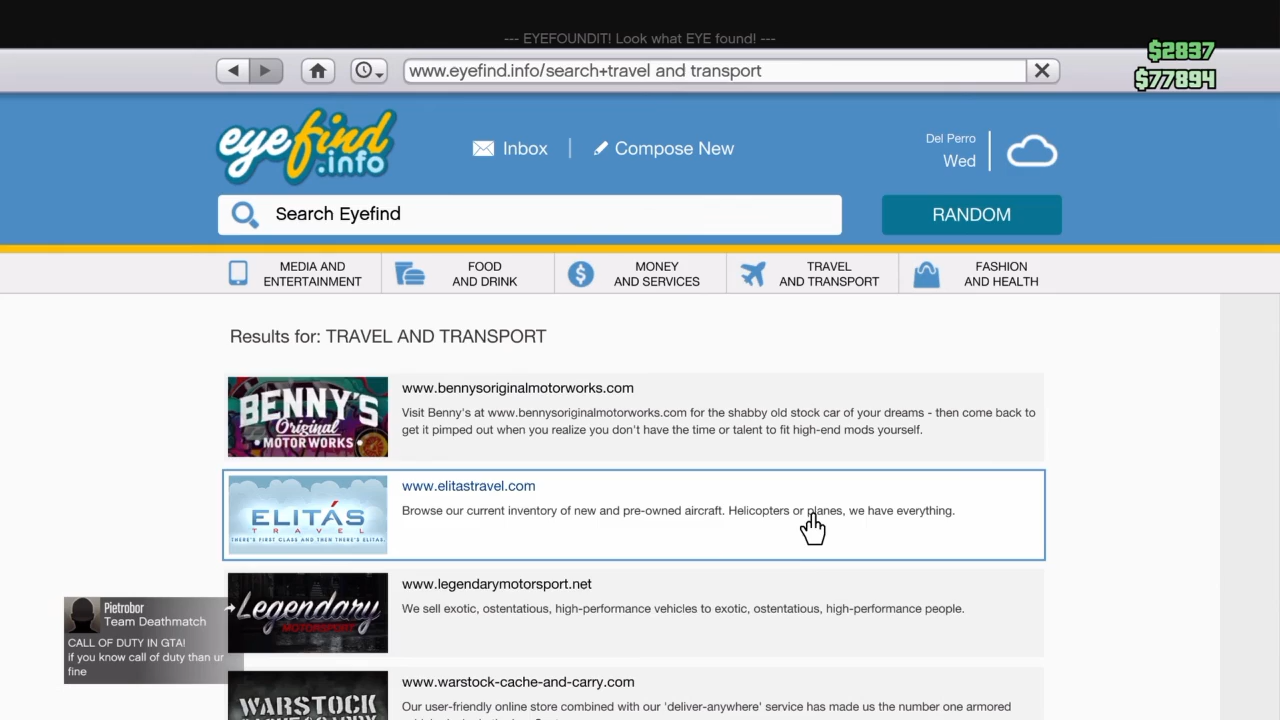 --- EYEFOUNDIT! Look what EYE found! ---
$2837
www.eyefind.info/search+travel and transport
$77894
eyefind
.info
Inbox
Compose New
Del Perro
Wed
Search Eyefind
RANDOM
MEDIA AND
ENTERTAINMENT
FOOD
AND DRINK
MONEY
AND SERVICES
TRAVEL
AND TRANSPORT
FASHION
AND HEALTH
Results for: TRAVEL AND TRANSPORT
BENNY'S
Original
MOTOR WORKS
www.bennysoriginalmotorworks.com
Visit Benny's at www.bennysoriginalmotorworks.com for the shabby old stock car of your dreams - then come back to
get it pimped out when you realize you don't have the time or talent to fit high-end mods yourself.
ELITÁS
TRAVEL
THERE'S FIRST CLASS AND THEN THERE'S ELITAS.
www.elitastravel.com
Browse our current inventory of new and pre-owned aircraft. Helicopters or planes, we have everything.
Legendary
MOTORSPORT
www.legendarymotorsport.net
We sell exotic, ostentatious, high-performance vehicles to exotic, ostentatious, high-performance people.
Pietrobor
Team Deathmatch
CALL OF DUTY IN GTA!
if you know call of duty than ur
fine
WARSTOCK
www.warstock-cache-and-carry.com
Our user-friendly online store combined with our 'deliver-anywhere' service has made us the number one armored